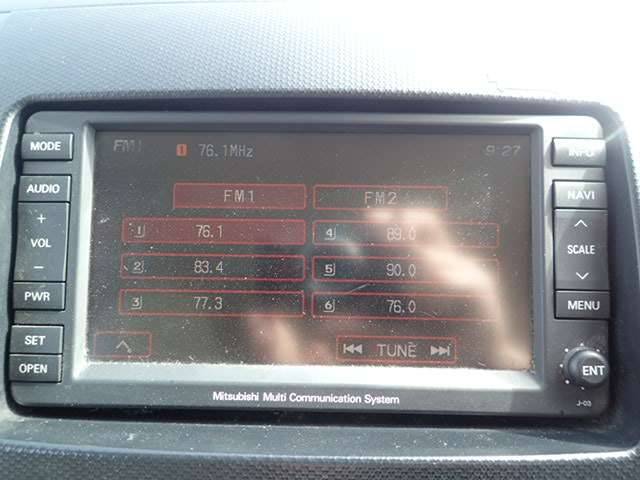 MODE
AUDIO
+
VOL
−
PWR
SET
OPEN
FM1 1 76.1MHz 9:27
FM1 FM2
1 76.1 4 89.0
2 83.4 5 90.0
3 77.3 6 76.0
TUNE
INFO
NAVI
SCALE
MENU
ENT
J-03
Mitsubishi Multi Communication System